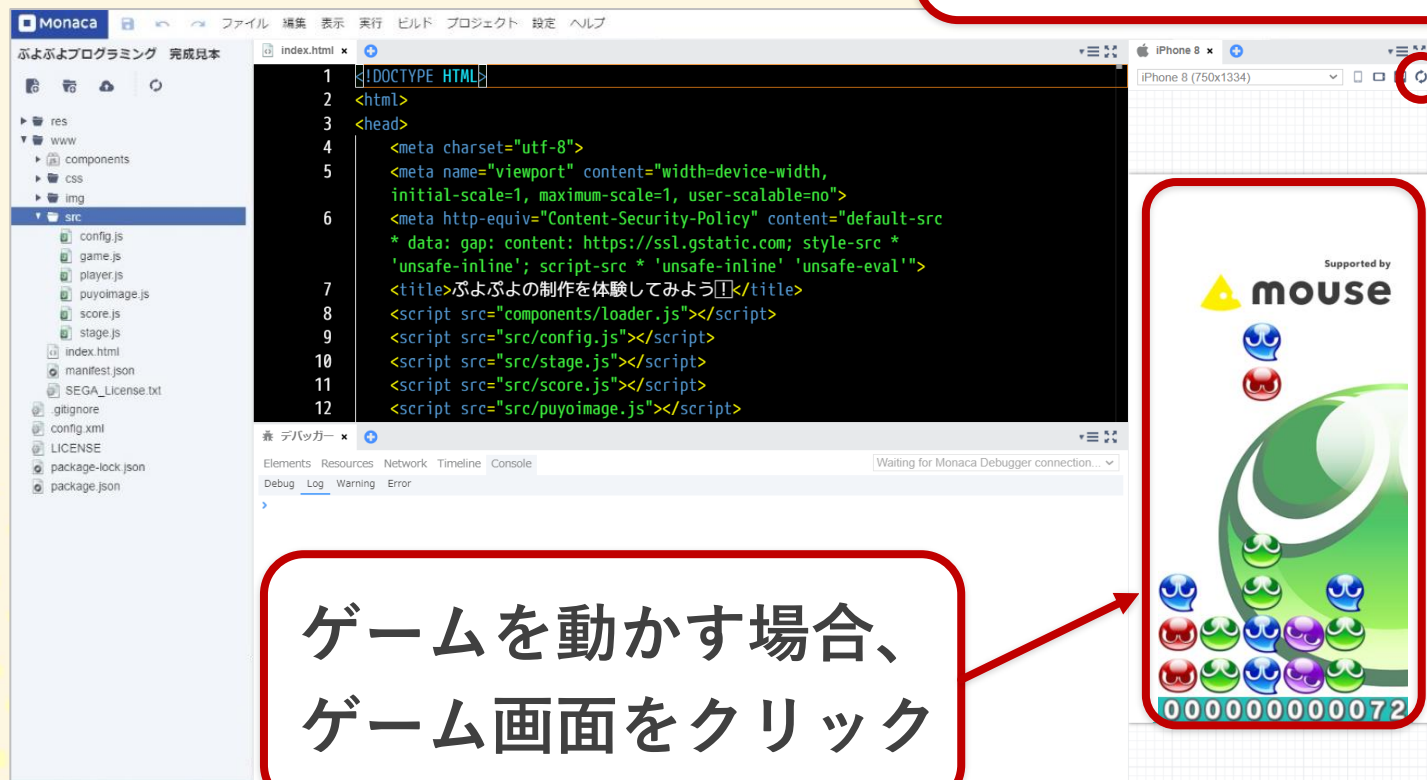 Monaca
ファイル 編集 表示 実行 ビルド プロジェクト 設定 ヘルプ
ぷよぷよプログラミング 完成見本
res
www
components
css
img
src
config.js
game.js
player.js
puyoimage.js
score.js
stage.js
index.html
manifest.json
SEGA_License.txt
.gitignore
config.xml
LICENSE
package-lock.json
package.json
index.html ×
1 <!DOCTYPE HTML>
2 <html>
3 <head>
4 <meta charset="utf-8">
5 <meta name="viewport" content="width=device-width,
initial-scale=1, maximum-scale=1, user-scalable=no">
6 <meta http-equiv="Content-Security-Policy" content="default-src
* data: gap: content: https://ssl.gstatic.com; style-src *
'unsafe-inline'; script-src * 'unsafe-inline' 'unsafe-eval'">
7 <title>ぷよぷよの制作を体験してみよう！</title>
8 <script src="components/loader.js"></script>
9 <script src="src/config.js"></script>
10 <script src="src/stage.js"></script>
11 <script src="src/score.js"></script>
12 <script src="src/puyoimage.js"></script>
デバッガー ×
Elements Resources Network Timeline Console
Waiting for Monaca Debugger connection...
Debug Log Warning Error
>
iPhone 8 ×
iPhone 8 (750x1334)
Supported by
mouse
000000000072
ゲームを動かす場合、
ゲーム画面をクリック